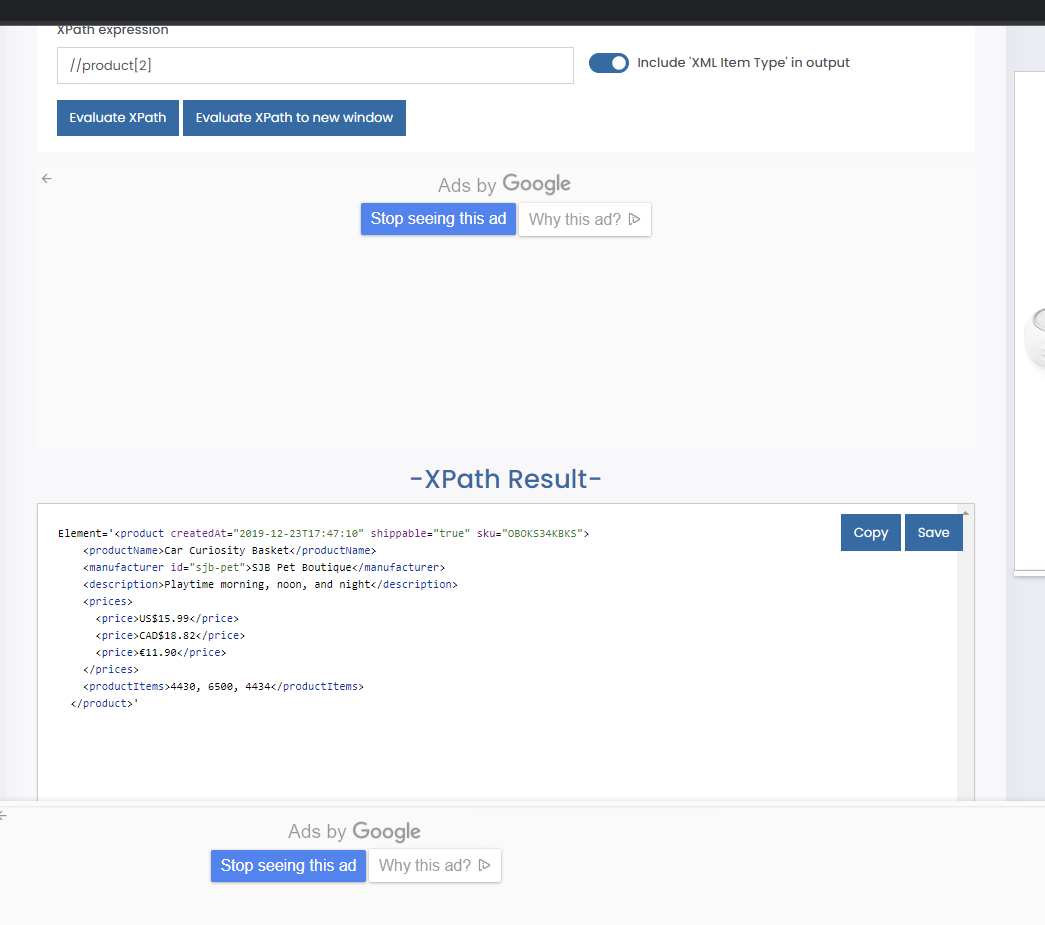 XPath expression
//product[2]
Include 'XML Item Type' in output
Evaluate XPath
Evaluate XPath to new window
Ads by Google
Stop seeing this ad
Why this ad?
-XPath Result-
Copy
Save
Element='<product createdAt="2019-12-23T17:47:10" shippable="true" sku="OBOKS34KBKS">
<productName>Car Curiosity Basket</productName>
<manufacturer id="sjb-pet">SJB Pet Boutique</manufacturer>
<description>Playtime morning, noon, and night</description>
<prices>
<price>US$15.99</price>
<price>CAD$18.82</price>
<price>€11.90</price>
</prices>
<productItems>4430, 6500, 4434</productItems>
</product>'
Ads by Google
Stop seeing this ad
Why this ad?